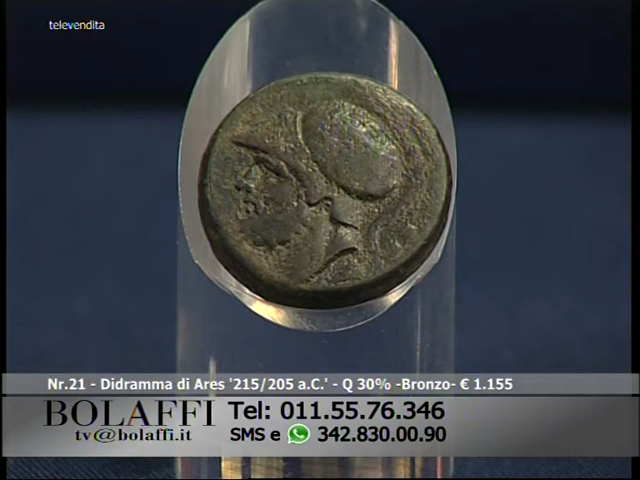 televendita
Nr.21 - Didramma di Ares '215/205 a.C.' - Q 30% -Bronzo- € 1.155
BOLAFFI Tel: 011.55.76.346
tv@bolaffi.it SMS e 342.830.00.90